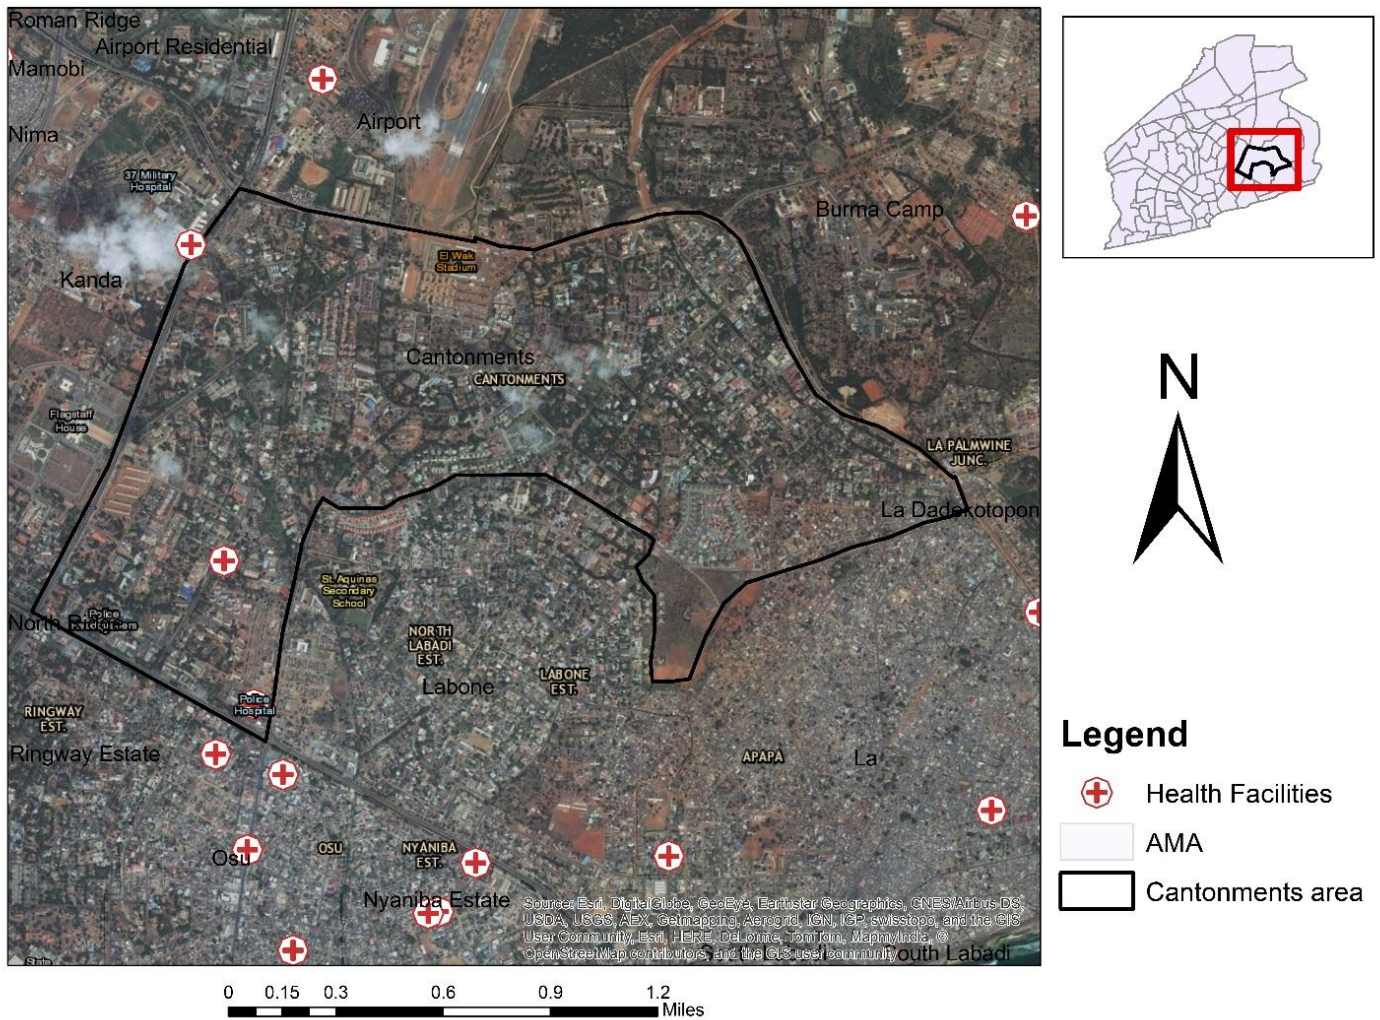 Roman Ridge
Airport Residential
Mamobi
Airport
Nima
37 Military
Hospital
Burma Camp
El Wak
Stadium
Kanda
Cantonments
CANTONMENTS
Flagstaff
House
LA PALMWINE
JUNC.
La Dadekotopon
St. Aquinas
Secondary
School
Police
North Ridge
NORTH
LABADI
EST.
Labone
LABONE
EST.
Police
Hospital
RINGWAY
EST.
Ringway Estate
APAPA
La
Osu
OSU
NYANIBA
EST.
Nyaniba Estate
Source: Esri, DigitalGlobe, GeoEye, Earthstar Geographics, CNES/Airbus DS,
USDA, USGS, AEX, Getmapping, Aerogrid, IGN, IGP, swisstopo, and the GIS
User Community, Esri, HERE, DeLorme, TomTom, MapmyIndia, ©
OpenStreetMap contributors, and the GIS user community
outh Labadi
State
0 0.15 0.3 0.6 0.9 1.2
Miles
N
Legend
Health Facilities
AMA
Cantonments area